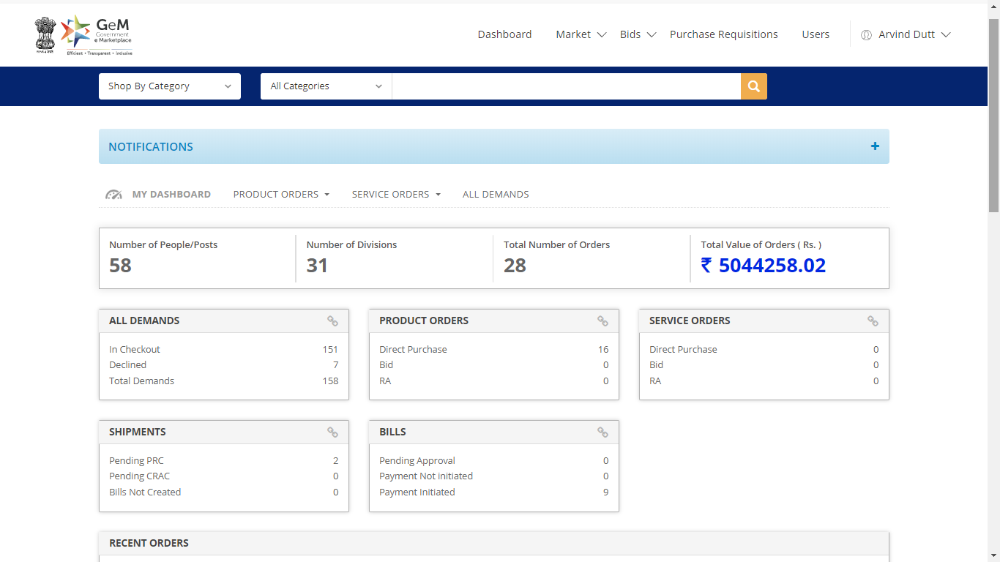 GeM
Government
e Marketplace
Efficient • Transparent • Inclusive
Dashboard Market Bids Purchase Requisitions Users Arvind Dutt
Shop By Category All Categories
NOTIFICATIONS +
MY DASHBOARD PRODUCT ORDERS SERVICE ORDERS ALL DEMANDS
Number of People/Posts Number of Divisions Total Number of Orders Total Value of Orders ( Rs. )
58 31 28 ₹ 5044258.02
ALL DEMANDS
In Checkout 151
Declined 7
Total Demands 158
PRODUCT ORDERS
Direct Purchase 16
Bid 0
RA 0
SERVICE ORDERS
Direct Purchase 0
Bid 0
RA 0
SHIPMENTS
Pending PRC 2
Pending CRAC 0
Bills Not Created 0
BILLS
Pending Approval 0
Payment Not initiated 0
Payment Initiated 9
RECENT ORDERS